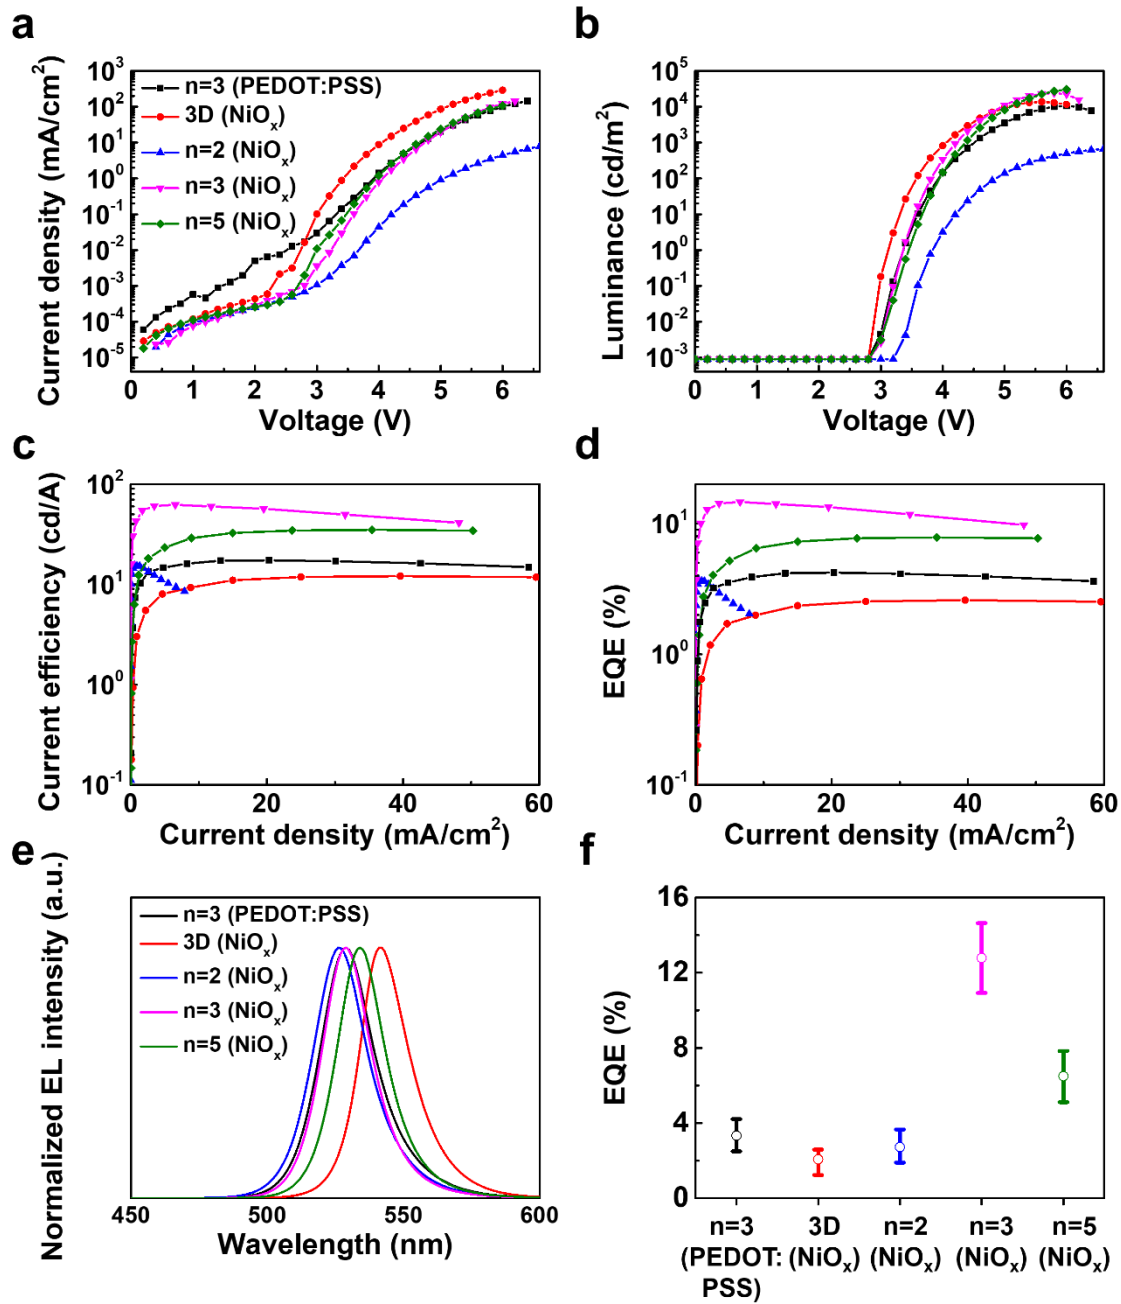 a
Current density (mA/cm²)
10³
10²
10¹
10⁰
10⁻¹
10⁻²
10⁻³
10⁻⁴
10⁻⁵
n=3 (PEDOT:PSS)
3D (NiOₓ)
n=2 (NiOₓ)
n=3 (NiOₓ)
n=5 (NiOₓ)
0 1 2 3 4 5 6
Voltage (V)
b
Luminance (cd/m²)
10⁵
10⁴
10³
10²
10¹
10⁰
10⁻¹
10⁻²
10⁻³
0 1 2 3 4 5 6
Voltage (V)
c
Current efficiency (cd/A)
10²
10¹
10⁰
10⁻¹
0 20 40 60
Current density (mA/cm²)
d
EQE (%)
10¹
10⁰
10⁻¹
0 20 40 60
Current density (mA/cm²)
e
Normalized EL intensity (a.u.)
n=3 (PEDOT:PSS)
3D (NiOₓ)
n=2 (NiOₓ)
n=3 (NiOₓ)
n=5 (NiOₓ)
450 500 550 600
Wavelength (nm)
f
EQE (%)
16
12
8
4
0
n=3 3D n=2 n=3 n=5
(PEDOT: (NiOₓ) (NiOₓ) (NiOₓ) (NiOₓ)
PSS)